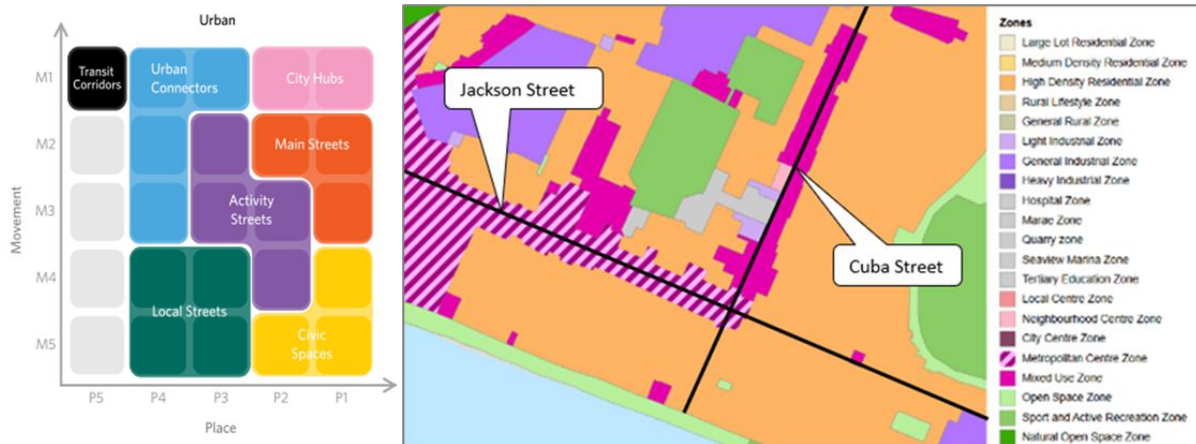 Urban
Movement
M1
M2
M3
M4
M5
Transit
Corridors
Urban
Connectors
City Hubs
Main Streets
Activity
Streets
Local Streets
Civic
Spaces
P5
P4
P3
P2
P1
Place
Jackson Street
Cuba Street
Zones
Large Lot Residential Zone
Medium Density Residential Zone
High Density Residential Zone
Rural Lifestyle Zone
General Rural Zone
Light Industrial Zone
General Industrial Zone
Heavy Industrial Zone
Hospital Zone
Marae Zone
Quarry zone
Seaview Marina Zone
Tertiary Education Zone
Local Centre Zone
Neighbourhood Centre Zone
City Centre Zone
Metropolitan Centre Zone
Mixed Use Zone
Open Space Zone
Sport and Active Recreation Zone
Natural Open Space Zone